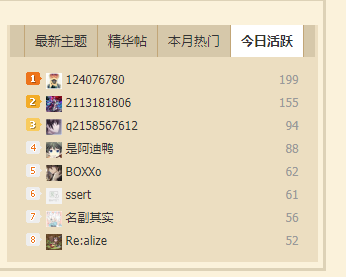 最新主题 精华帖 本月热门 今日活跃
1 124076780 199
2 2113181806 155
3 q2158567612 94
4 是阿迪鸭 88
5 BOXXo 62
6 ssert 61
7 名副其实 56
8 Re:alize 52